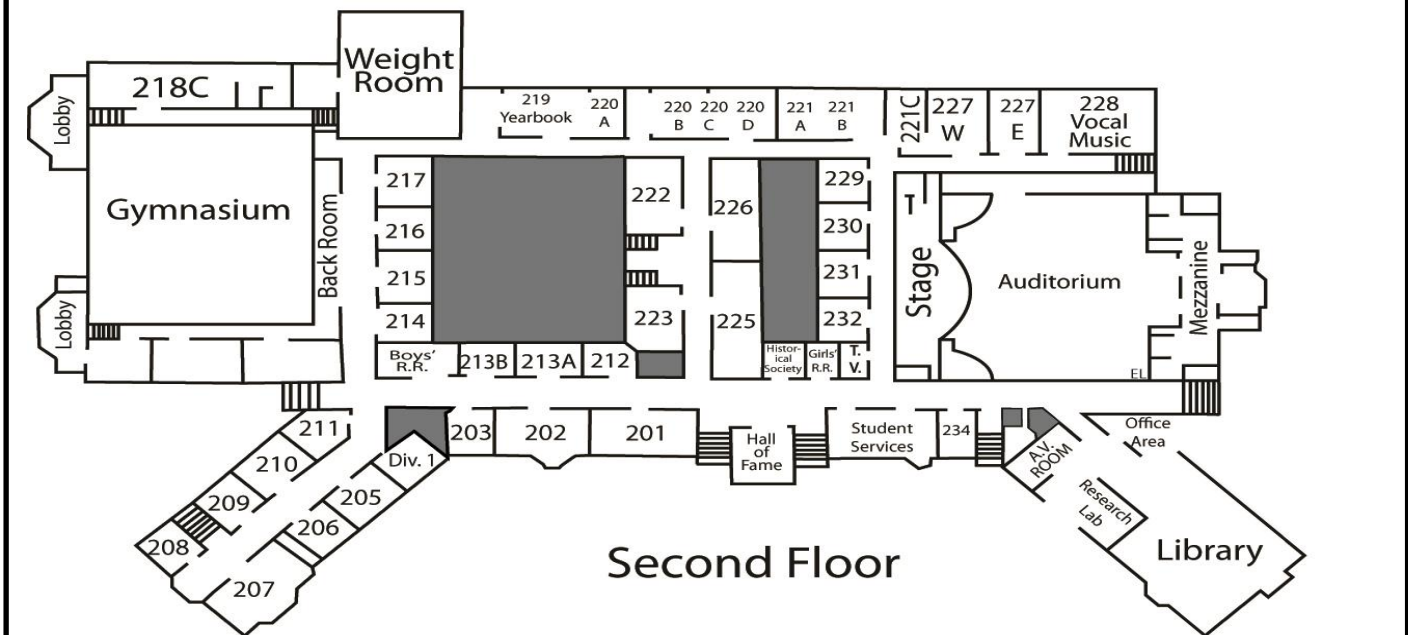 Weight
Room
218C
Lobby
219
Yearbook
220
A
220
B
220
C
220
D
221
A
221
B
221C
227
W
227
E
228
Vocal
Music
Gymnasium
Back Room
217
216
215
214
222
223
226
225
229
230
231
232
T
Stage
Auditorium
Mezzanine
EL
Lobby
Boys'
R.R.
213B
213A
212
Histor-
ical
Society
Girls'
R.R.
T.
V.
211
210
209
208
207
206
205
Div. 1
203
202
201
Hall
of
Fame
Student
Services
234
A.V.
ROOM
Office
Area
Research
Lab
Library
Second Floor